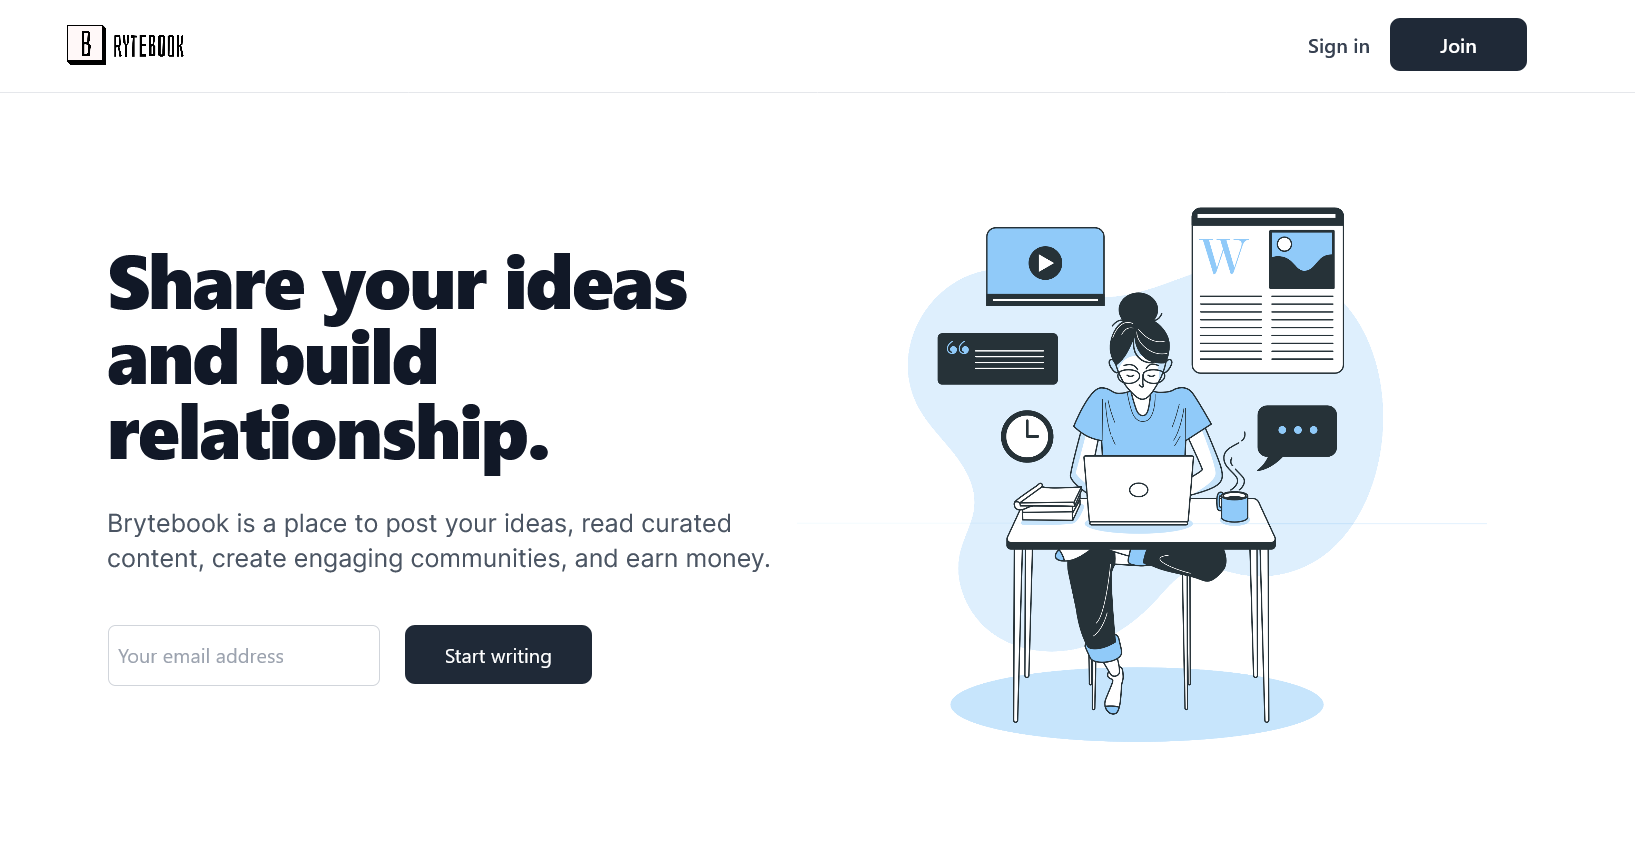 BRYTEBOOK
Sign in
Join
Share your ideas
and build
relationship.
Brytebook is a place to post your ideas, read curated
content, create engaging communities, and earn money.
Your email address
Start writing
W